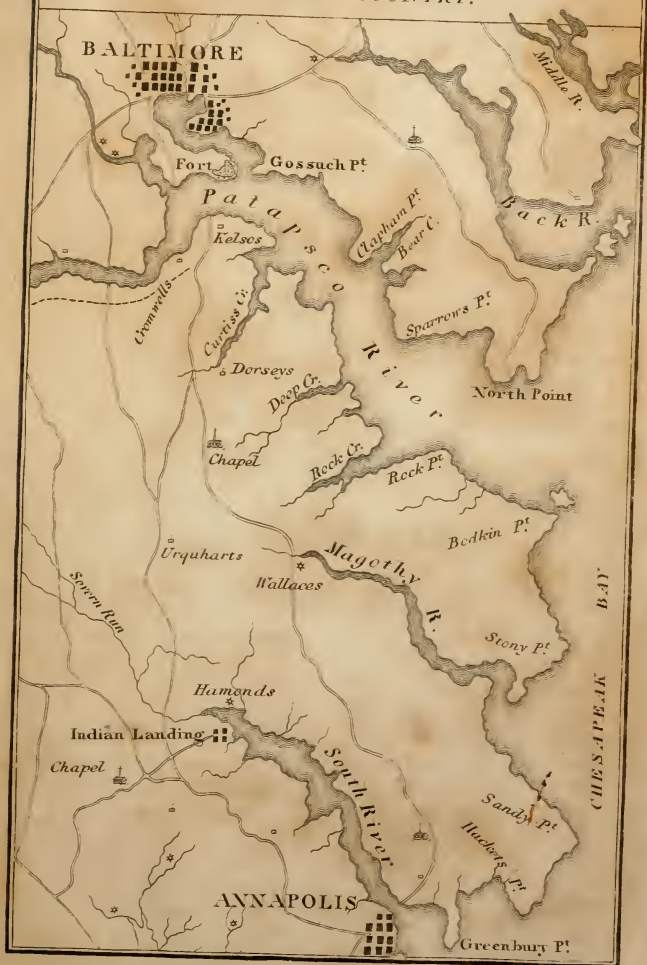 BALTIMORE
Middle R.
Fort
Gossuch Pt.
Patapsco River
Clapham Pt.
Bear C.
Back R.
Kelsos
Cromwells
Curtiss Cr.
Sparrows Pt.
Dorseys
Deep Cr.
North Point
Chapel
Rock Cr.
Rock Pt.
Bodkin Pt.
Urquharts
Magothy R.
Wallaces
Severn Run
Stony Pt.
CHESAPEAK BAY
Hamonds
Indian Landing
Chapel
South River
Sandy Pt.
Hackets Pt.
ANNAPOLIS
Greenbury Pt.